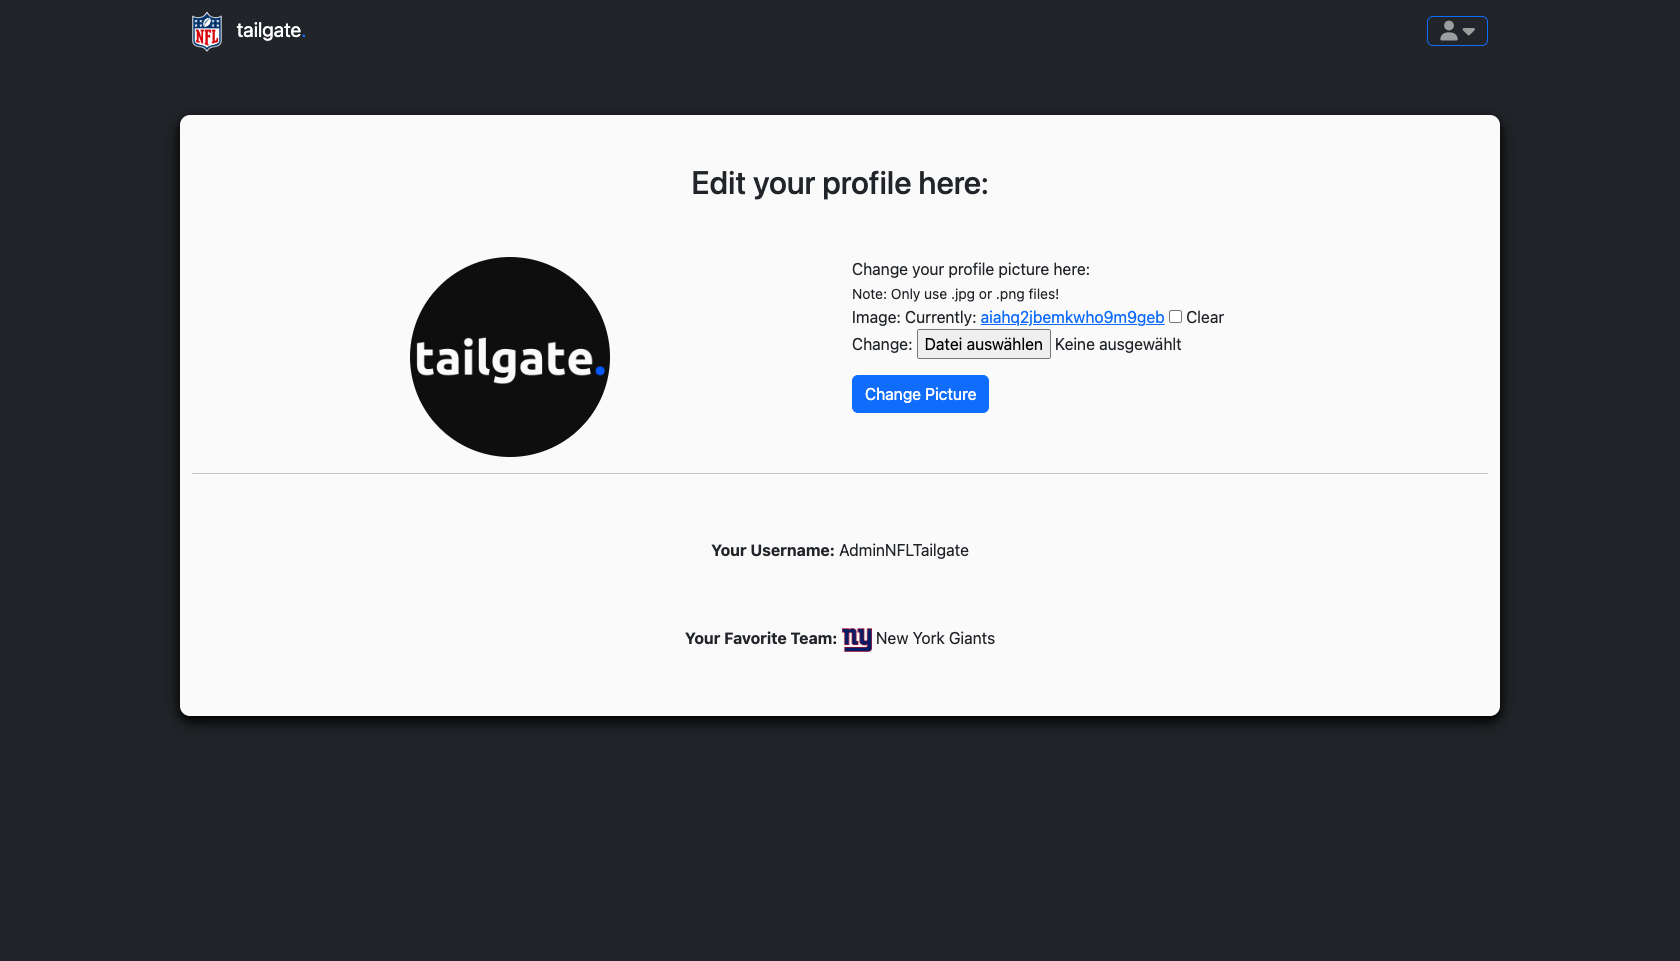 NFL
tailgate.
Edit your profile here:
tailgate.
Change your profile picture here:
Note: Only use .jpg or .png files!
Image: Currently: aiahq2jbemkwho9m9geb Clear
Change: Datei auswählen Keine ausgewählt
Change Picture
Your Username: AdminNFLTailgate
Your Favorite Team: ny New York Giants